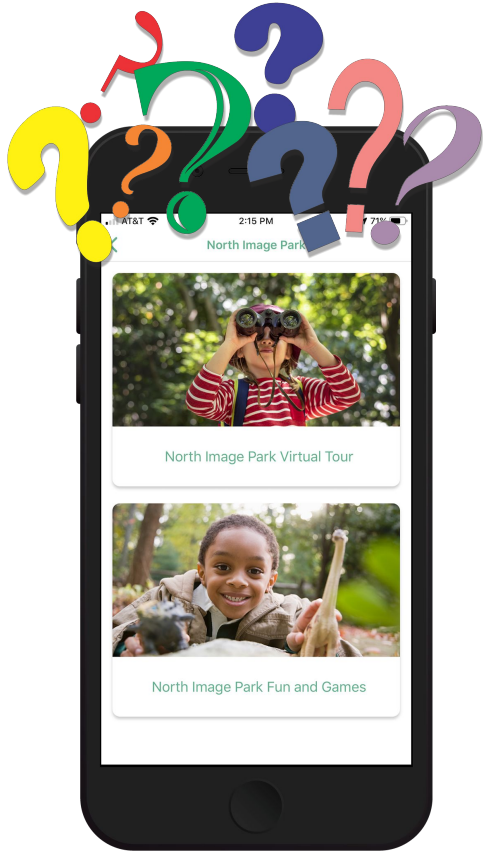 ? ? ? ? ? ? ? ?
AT&T 2:15 PM 71%
North Image Park
North Image Park Virtual Tour
North Image Park Fun and Games